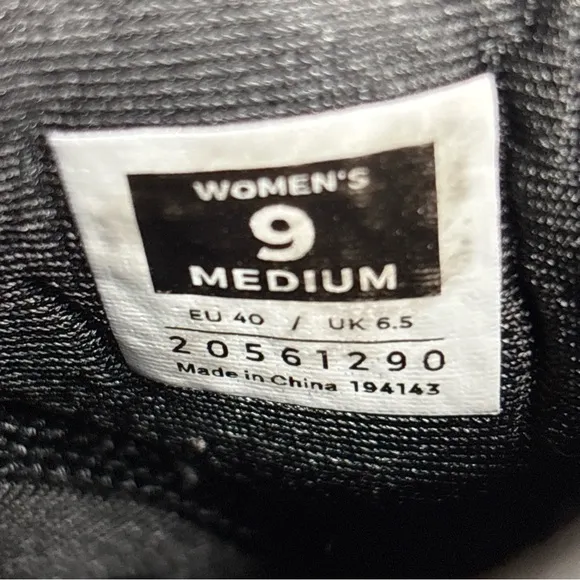 WOMEN'S
9
MEDIUM
EU 40 / UK 6.5
20561290
Made in China 194143